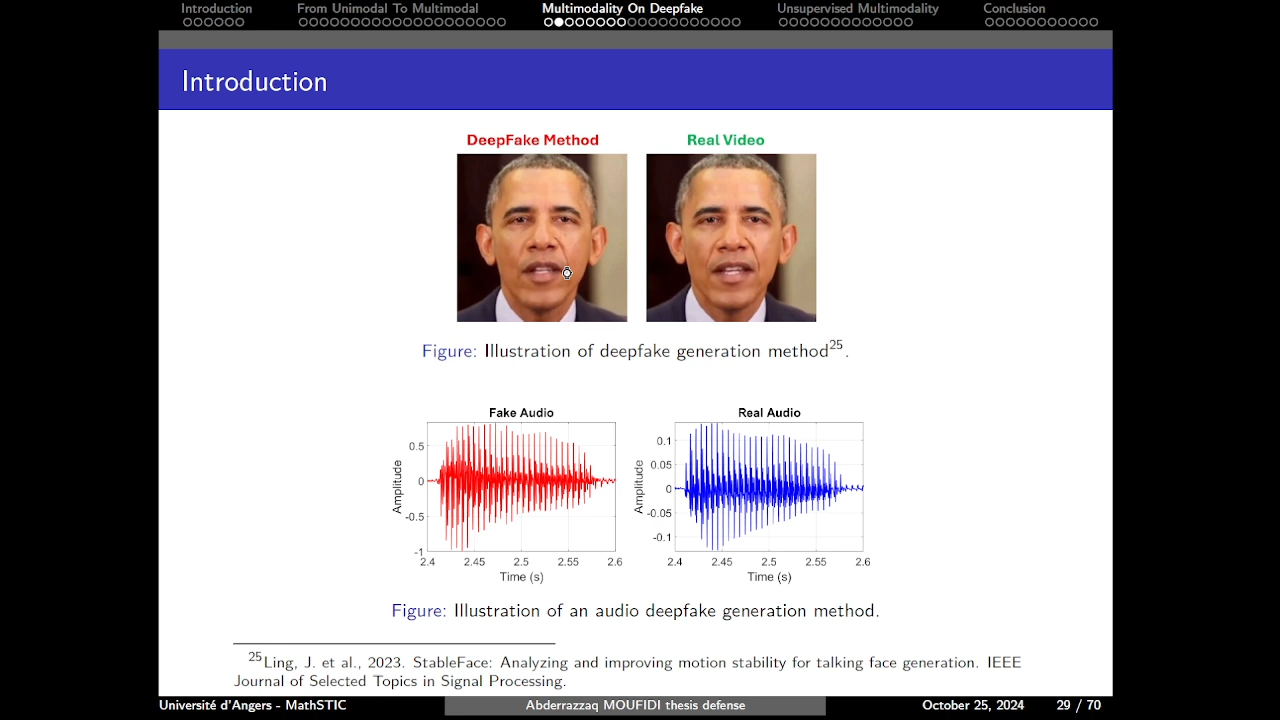 Introduction From Unimodal To Multimodal Multimodality On Deepfake Unsupervised Multimodality Conclusion
Introduction
DeepFake Method Real Video
Figure: Illustration of deepfake generation method25.
Fake Audio Real Audio
Amplitude
0.5
0
-0.5
-1
2.4 2.45 2.5 2.55 2.6
Time (s)
Amplitude
0.1
0.05
0
-0.05
-0.1
2.4 2.45 2.5 2.55 2.6
Time (s)
Figure: Illustration of an audio deepfake generation method.
25Ling, J. et al., 2023. StableFace: Analyzing and improving motion stability for talking face generation. IEEE
Journal of Selected Topics in Signal Processing.
Université d'Angers - MathSTIC Abderrazzaq MOUFIDI thesis defense October 25, 2024 29 / 70